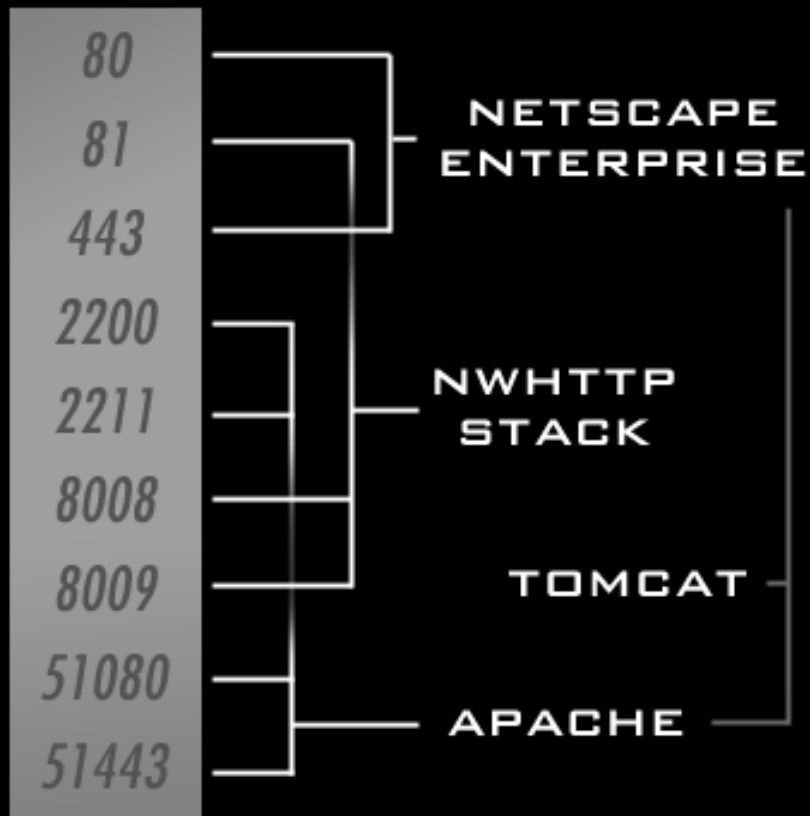 80
81
443
2200
2211
8008
8009
51080
51443
NETSCAPE
ENTERPRISE
NWHTTP
STACK
TOMCAT
APACHE